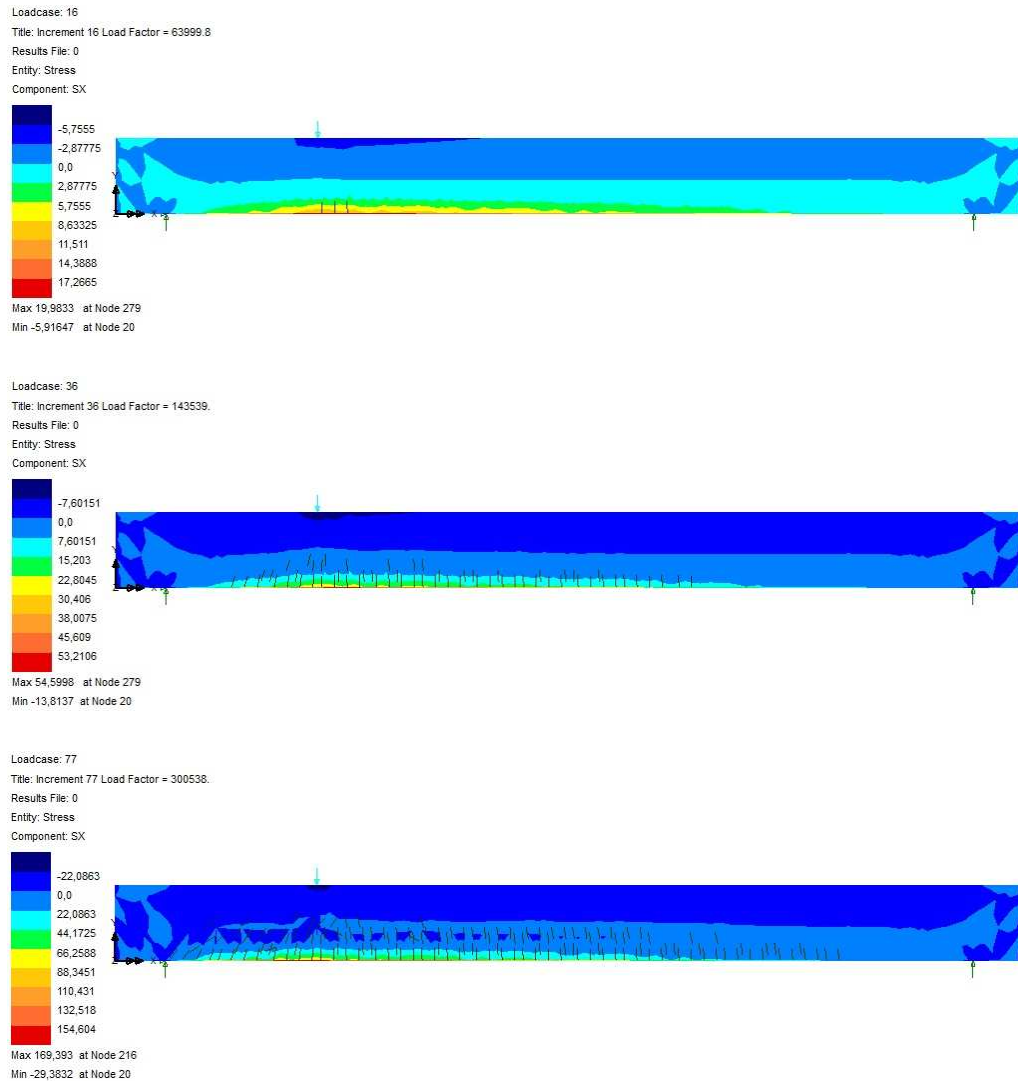 Loadcase: 16
Title: Increment 16 Load Factor = 63999.8
Results File: 0
Entity: Stress
Component: SX
-5,7555
-2,87775
0,0
2,87775
5,7555
8,63325
11,511
14,3888
17,2665
Y
Z
X
Max 19,9833 at Node 279
Min -5,91647 at Node 20
Loadcase: 36
Title: Increment 36 Load Factor = 143539.
Results File: 0
Entity: Stress
Component: SX
-7,60151
0,0
7,60151
15,203
22,8045
30,406
38,0075
45,609
53,2106
Y
Z
X
Max 54,5998 at Node 279
Min -13,8137 at Node 20
Loadcase: 77
Title: Increment 77 Load Factor = 300538.
Results File: 0
Entity: Stress
Component: SX
-22,0863
0,0
22,0863
44,1725
66,2588
88,3451
110,431
132,518
154,604
Y
Z
X
Max 169,393 at Node 216
Min -29,3832 at Node 20